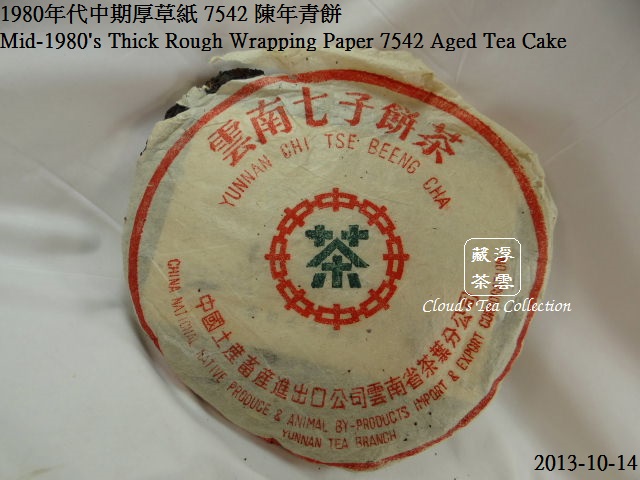 1980年代中期厚草紙 7542 陳年青餅
Mid-1980's Thick Rough Wrapping Paper 7542 Aged Tea Cake
雲南七子餅茶
YUNNAN CHI TSE BEENG CHA
茶
藏浮
茶雲
Cloud's Tea Collection
中國土產畜產進出口公司雲南省茶葉分公司
CHINA NATIONAL NATIVE PRODUCE & ANIMAL BY-PRODUCTS IMPORT & EXPORT
YUNNAN TEA BRANCH
2013-10-14